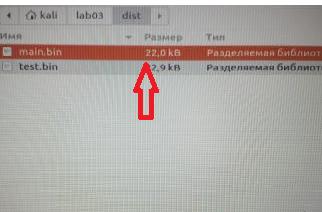 kali lab03 dist
Имя Размер Тип
main.bin 22,0 kB Разделяемая библиот
test.bin 2,9 kB Разделяемая библиот